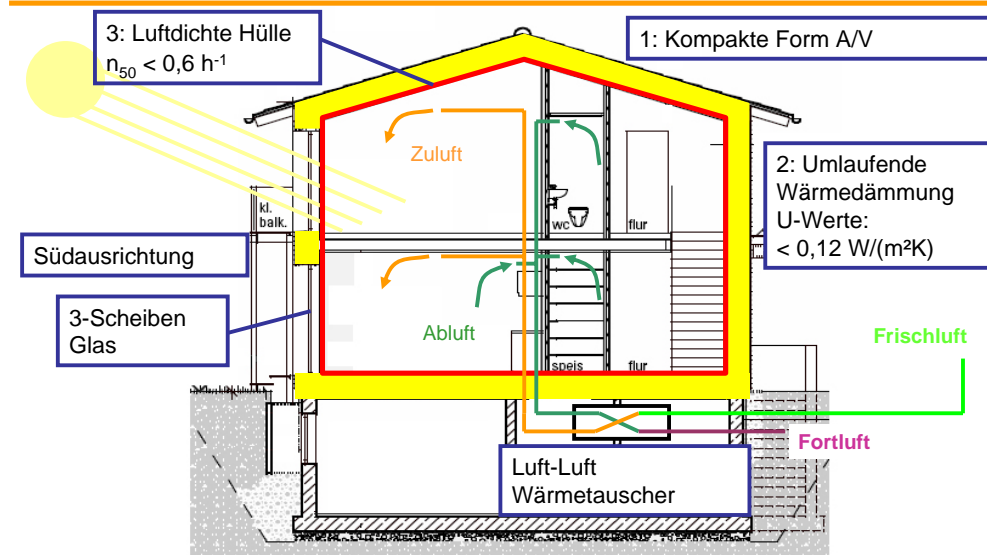 3: Luftdichte Hülle
n₅₀ < 0,6 h⁻¹
1: Kompakte Form A/V
Zuluft
2: Umlaufende
Wärmedämmung
U-Werte:
< 0,12 W/(m²K)
kl.
balk.
wc
flur
Südausrichtung
3-Scheiben
Glas
Abluft
Frischluft
speis
flur
Fortluft
Luft-Luft
Wärmetauscher